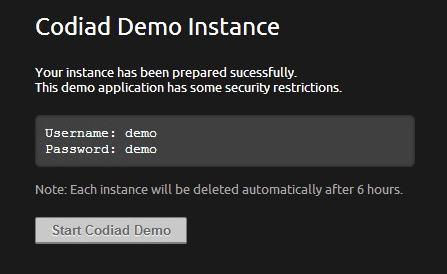 Codiad Demo Instance
Your instance has been prepared sucessfully.
This demo application has some security restrictions.
Username: demo
Password: demo
Note: Each instance will be deleted automatically after 6 hours.
Start Codiad Demo